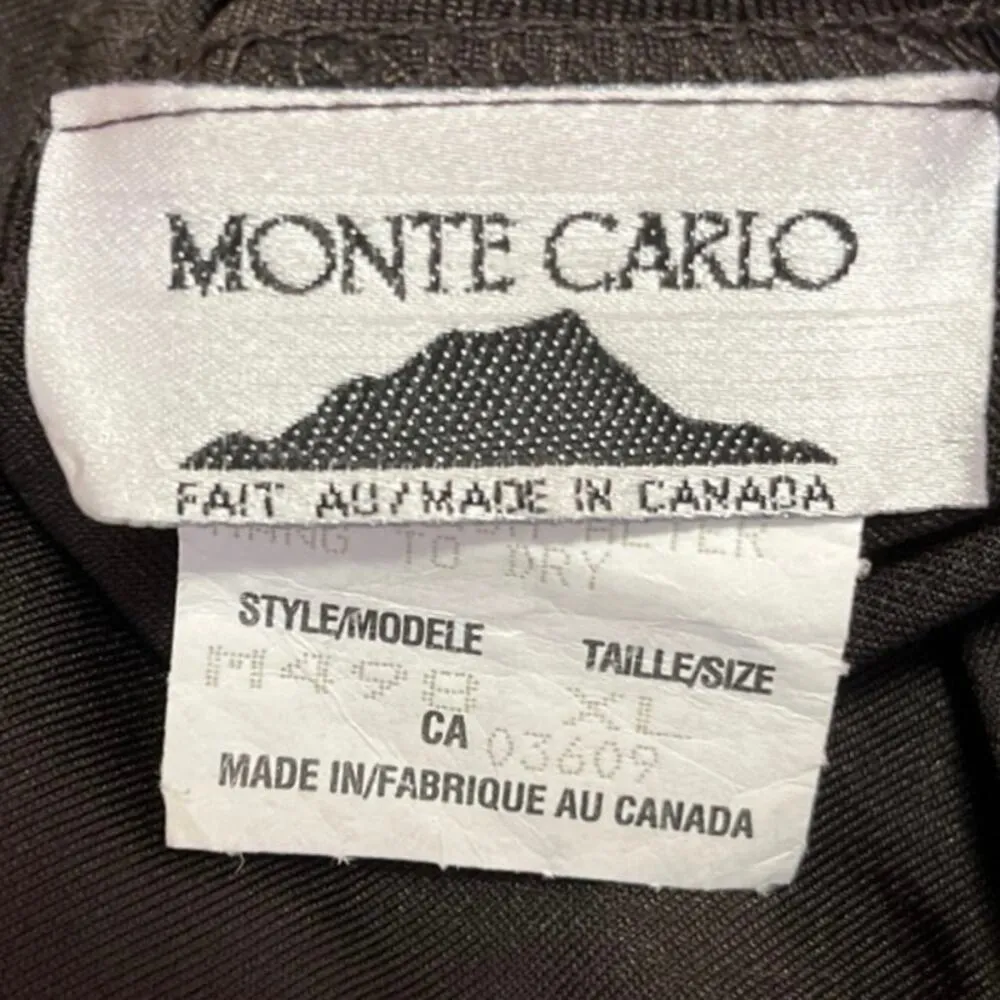 MONTE CARLO
FAIT AU/MADE IN CANADA
HANG TO DRY
STYLE/MODELE TAILLE/SIZE
M498 XL
CA 03609
MADE IN/FABRIQUE AU CANADA